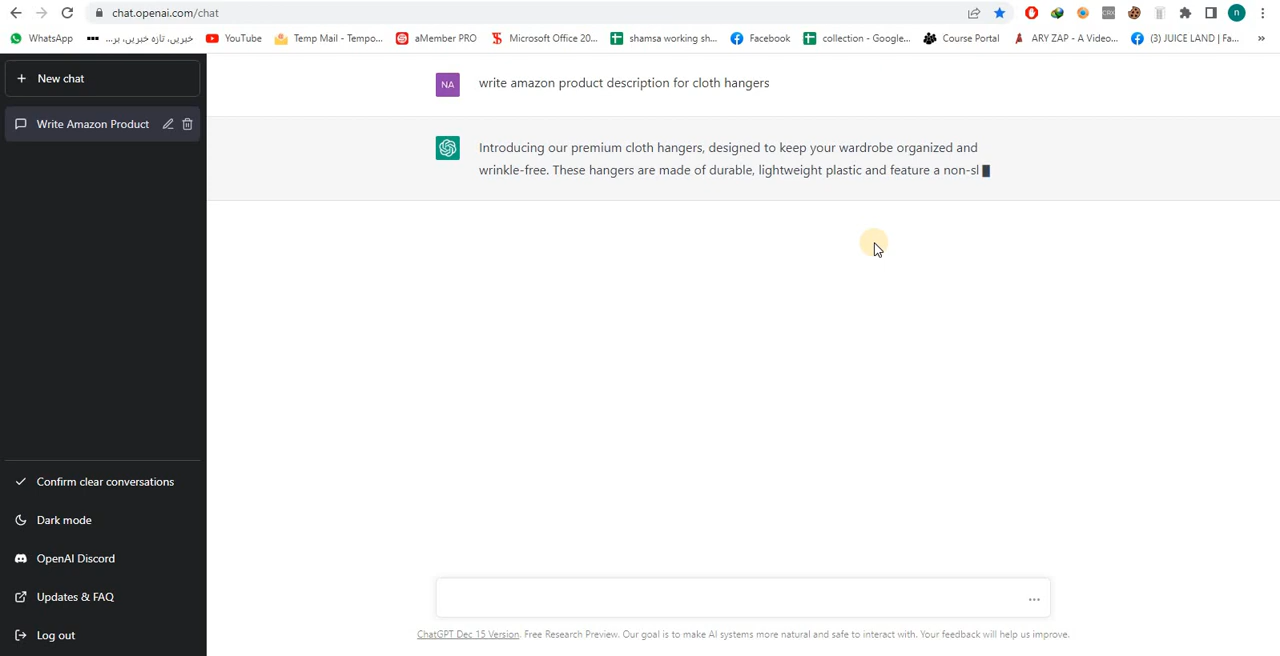 chat.openai.com/chat
n
WhatsApp
خبریں، تازہ خبریں، بر...
YouTube
Temp Mail - Tempo...
aMember PRO
Microsoft Office 20...
shamsa working sh...
Facebook
collection - Google...
Course Portal
ARY ZAP - A Video...
(3) JUICE LAND | Fa...
»
+ New chat
Write Amazon Product
NA
write amazon product description for cloth hangers
Introducing our premium cloth hangers, designed to keep your wardrobe organized and
wrinkle-free. These hangers are made of durable, lightweight plastic and feature a non-sl
Confirm clear conversations
Dark mode
OpenAI Discord
Updates & FAQ
Log out
...
ChatGPT Dec 15 Version. Free Research Preview. Our goal is to make AI systems more natural and safe to interact with. Your feedback will help us improve.